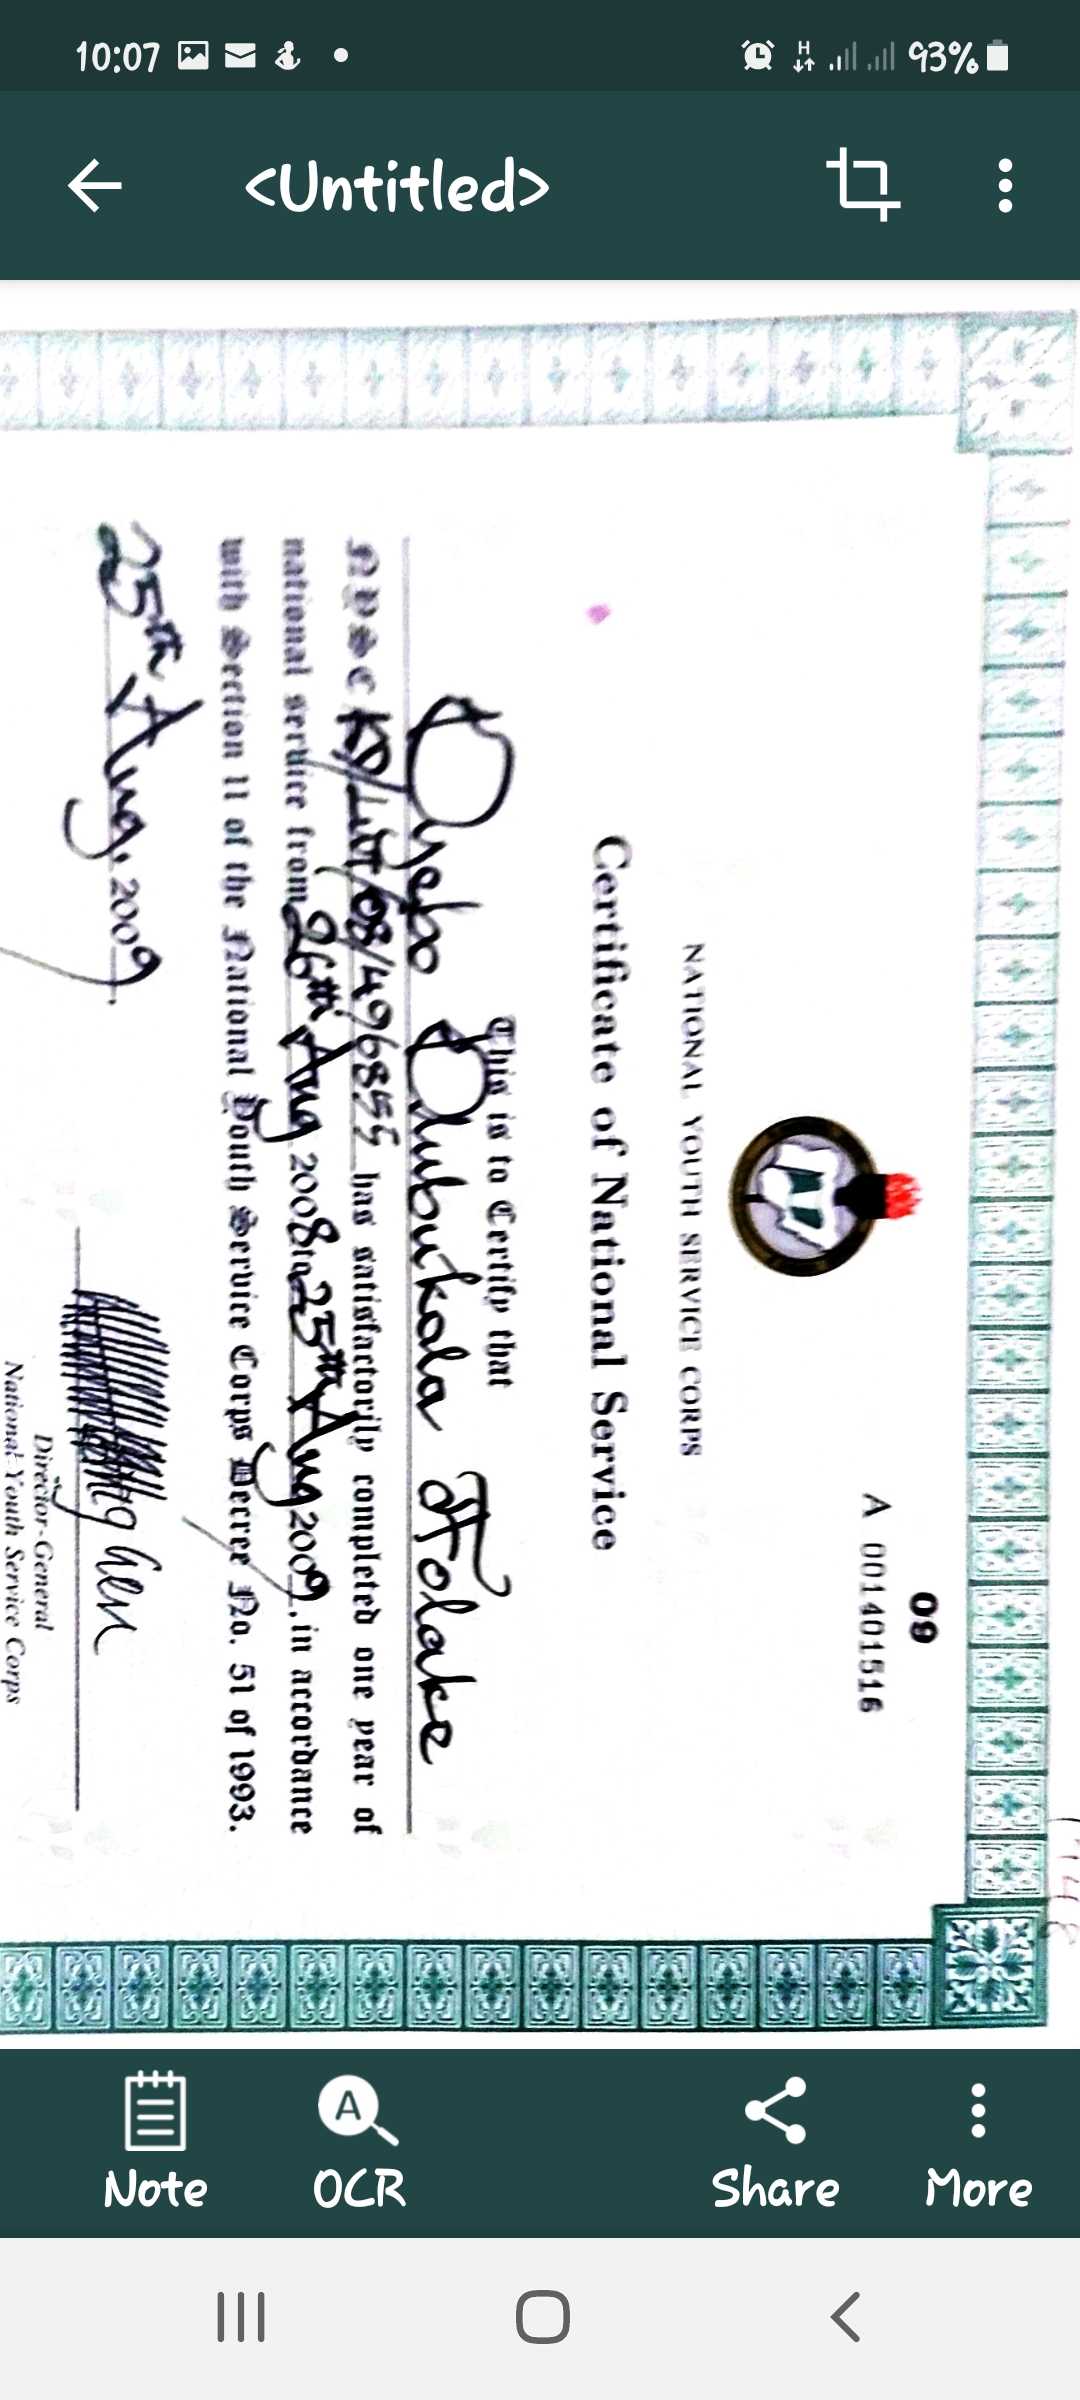 10:07 93%
<Untitled>
09
A 001401516
NATIONAL YOUTH SERVICE CORPS
Certificate of National Service
This is to Certify that
Oyebo Olubukola Folake
NYSC KD/ /08/496855 has satisfactorily completed one year of
national service from 26th Aug 2008 to 25th Aug 2009, in accordance
with Section 11 of the National Youth Service Corps Decree No. 51 of 1993.
25th Aug, 2009
Director-General
National Youth Service Corps
Note OCR Share More